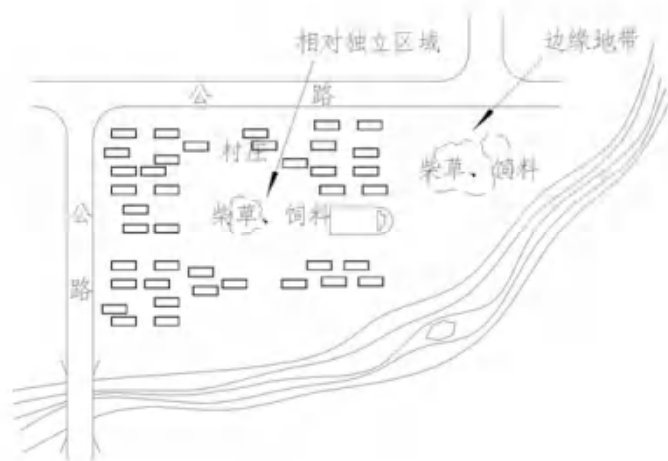 相对独立区域
边缘地带
公 路
村庄
柴草、饲料
柴草、饲料
公
路